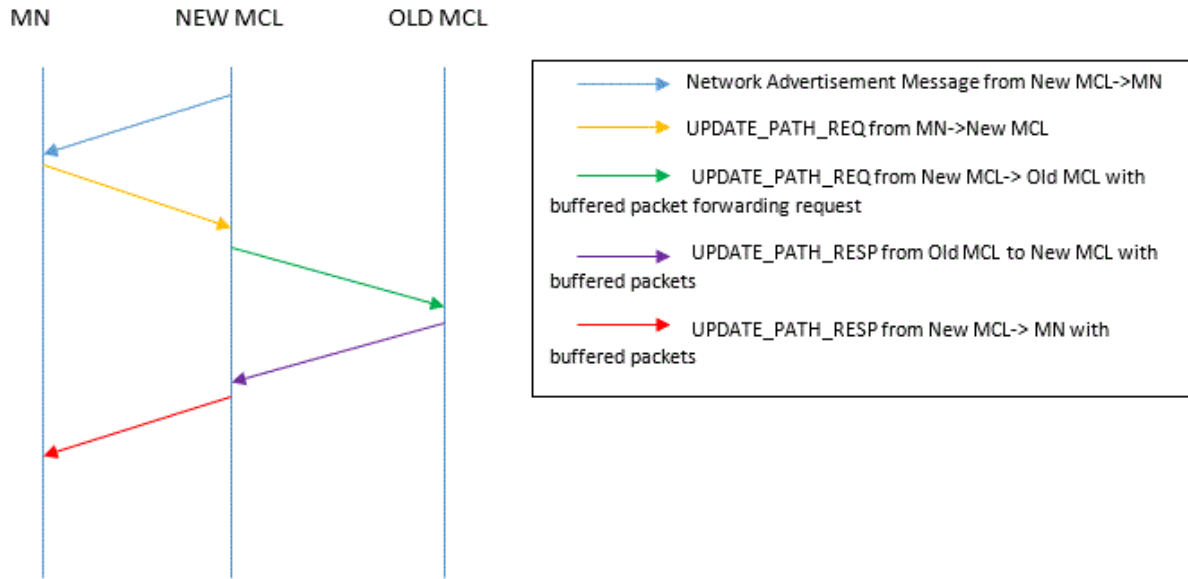 MN NEW MCL OLD MCL
Network Advertisement Message from New MCL->MN
UPDATE_PATH_REQ from MN->New MCL
UPDATE_PATH_REQ from New MCL-> Old MCL with
buffered packet forwarding request
UPDATE_PATH_RESP from Old MCL to New MCL with
buffered packets
UPDATE_PATH_RESP from New MCL-> MN with
buffered packets